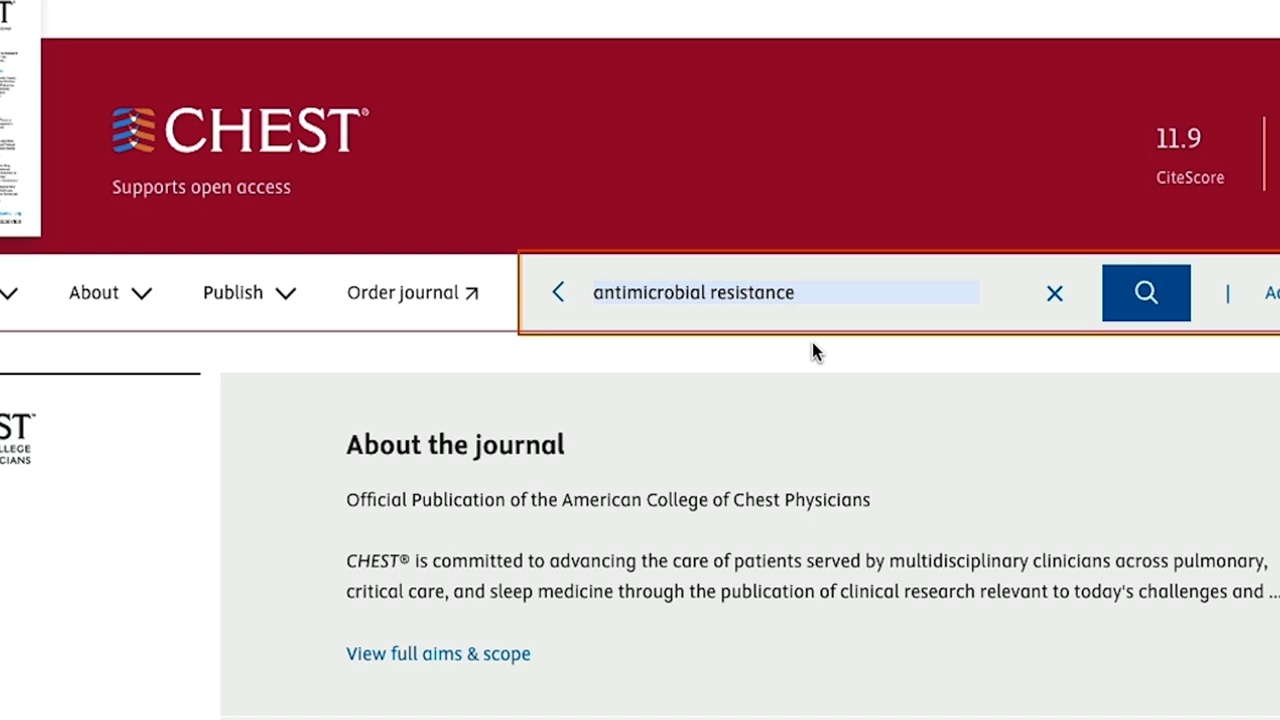 CHEST®
Supports open access
11.9
CiteScore
About
Publish
Order journal
antimicrobial resistance
ST™
LLEGE
ICIANS
About the journal
Official Publication of the American College of Chest Physicians
CHEST® is committed to advancing the care of patients served by multidisciplinary clinicians across pulmonary,
critical care, and sleep medicine through the publication of clinical research relevant to today's challenges and ...
View full aims & scope